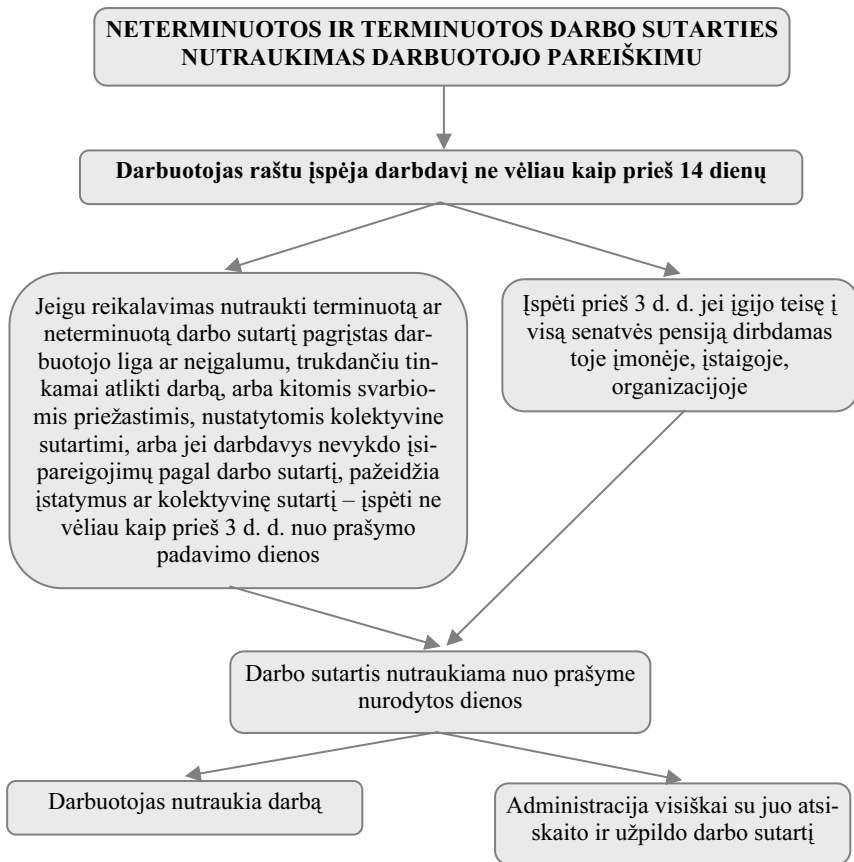 NETERMINUOTOS IR TERMINUOTOS DARBO SUTARTIES
NUTRAUKIMAS DARBUOTOJO PAREIŠKIMU
Darbuotojas raštu įspėja darbdavį ne vėliau kaip prieš 14 dienų
Jeigu reikalavimas nutraukti terminuotą ar
neterminuotą darbo sutartį pagrįstas dar-
buotojo liga ar neįgalumu, trukdančiu tin-
kamai atlikti darbą, arba kitomis svarbio-
mis priežastimis, nustatytomis kolektyvine
sutartimi, arba jei darbdavys nevykdo įsi-
pareigojimų pagal darbo sutartį, pažeidžia
įstatymus ar kolektyvinę sutartį – įspėti ne
vėliau kaip prieš 3 d. d. nuo prašymo
padavimo dienos
Įspėti prieš 3 d. d. jei įgijo teisę į
visą senatvės pensiją dirbdamas
toje įmonėje, įstaigoje,
organizacijoje
Darbo sutartis nutraukiama nuo prašyme
nurodytos dienos
Darbuotojas nutraukia darbą
Administracija visiškai su juo atsi-
skaito ir užpildo darbo sutartį